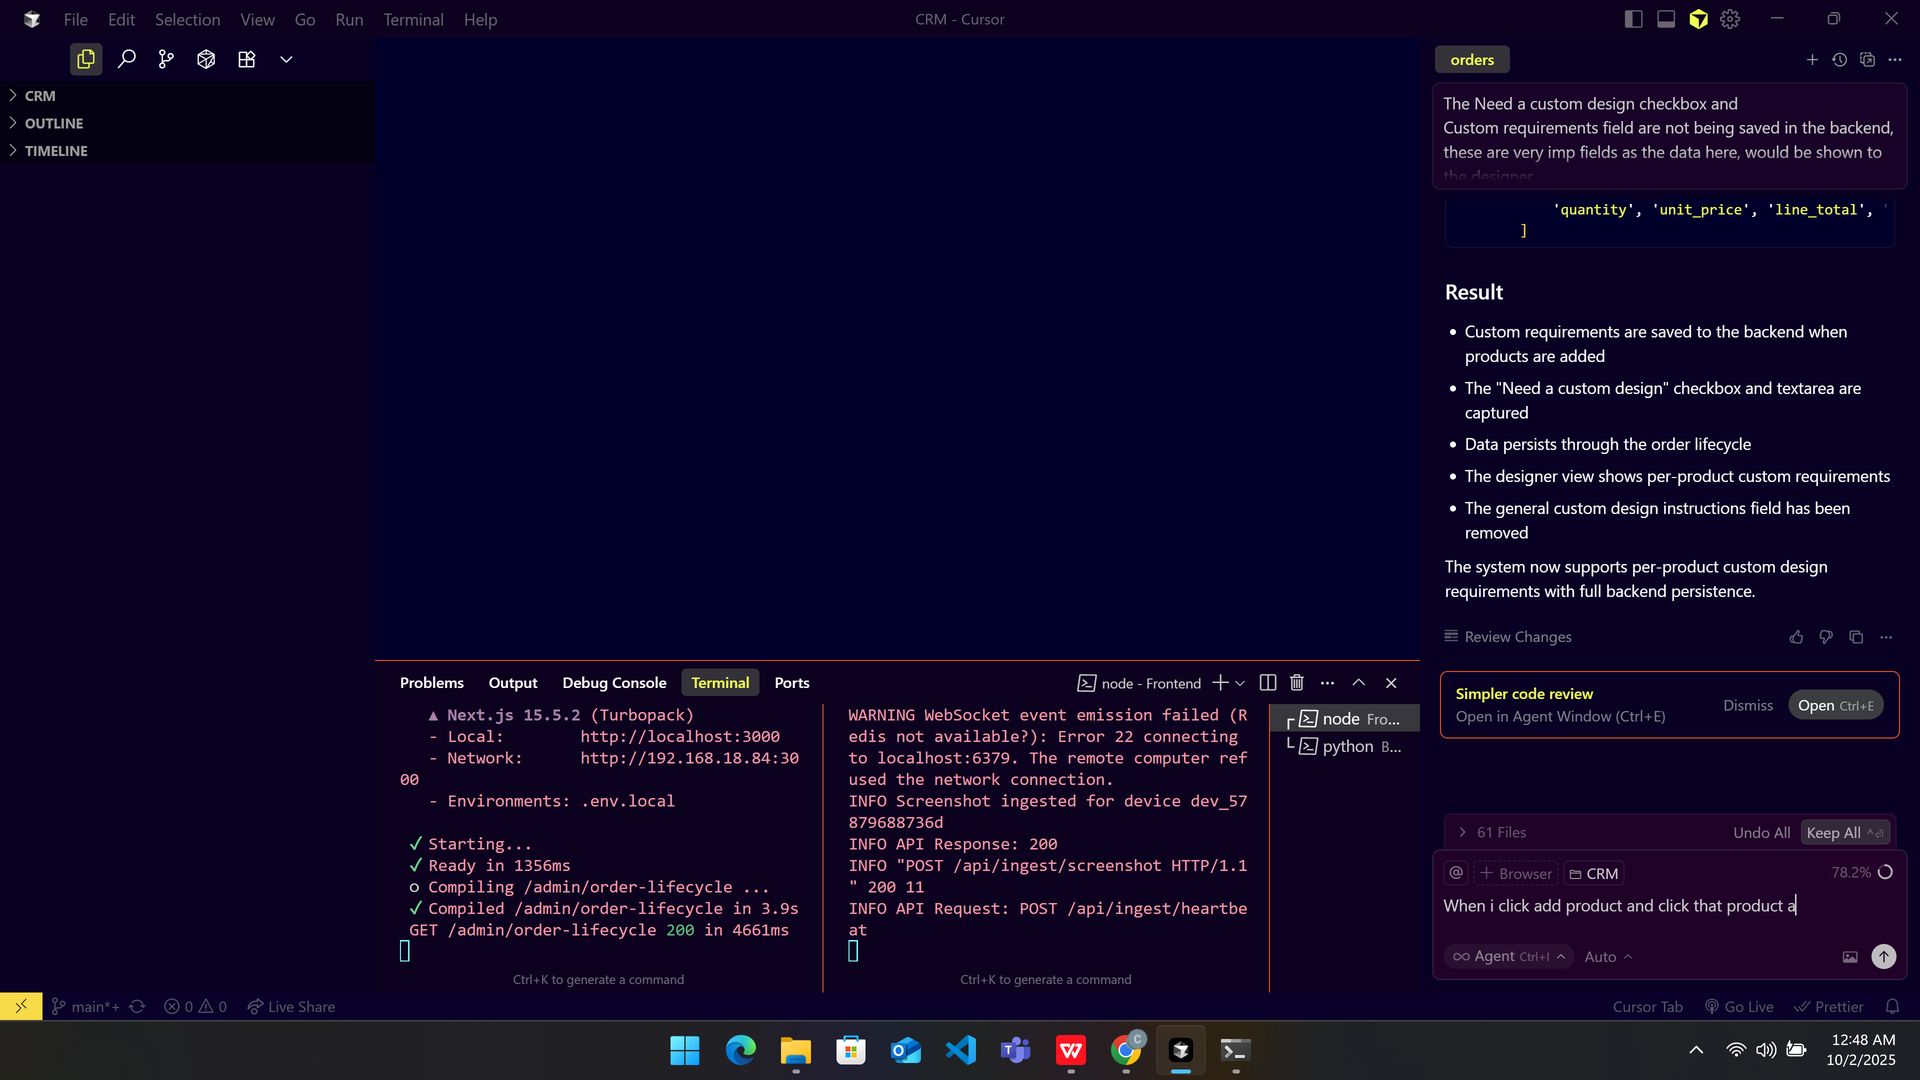 File Edit Selection View Go Run Terminal Help
CRM - Cursor
CRM
OUTLINE
TIMELINE
Problems Output Debug Console Terminal Ports
node - Frontend
▲ Next.js 15.5.2 (Turbopack)
- Local: http://localhost:3000
- Network: http://192.168.18.84:30
00
- Environments: .env.local
✓ Starting...
✓ Ready in 1356ms
○ Compiling /admin/order-lifecycle ...
✓ Compiled /admin/order-lifecycle in 3.9s
GET /admin/order-lifecycle 200 in 4661ms
Ctrl+K to generate a command
WARNING WebSocket event emission failed (R
edis not available?): Error 22 connecting
to localhost:6379. The remote computer ref
used the network connection.
INFO Screenshot ingested for device dev_57
879688736d
INFO API Response: 200
INFO "POST /api/ingest/screenshot HTTP/1.1
" 200 11
INFO API Request: POST /api/ingest/heartbe
at
Ctrl+K to generate a command
node Fro...
python B...
orders
The Need a custom design checkbox and
Custom requirements field are not being saved in the backend,
these are very imp fields as the data here, would be shown to
the designer
'quantity', 'unit_price', 'line_total', '
]
Result
• Custom requirements are saved to the backend when
products are added
• The "Need a custom design" checkbox and textarea are
captured
• Data persists through the order lifecycle
• The designer view shows per-product custom requirements
• The general custom design instructions field has been
removed
The system now supports per-product custom design
requirements with full backend persistence.
Review Changes
Simpler code review
Open in Agent Window (Ctrl+E)
Dismiss
Open Ctrl+E
61 Files
Undo All
Keep All
@ + Browser CRM
78.2%
When i click add product and click that product a
∞ Agent Ctrl+I
Auto
main*+
0 0
Live Share
Cursor Tab
Go Live
Prettier
12:48 AM
10/2/2025